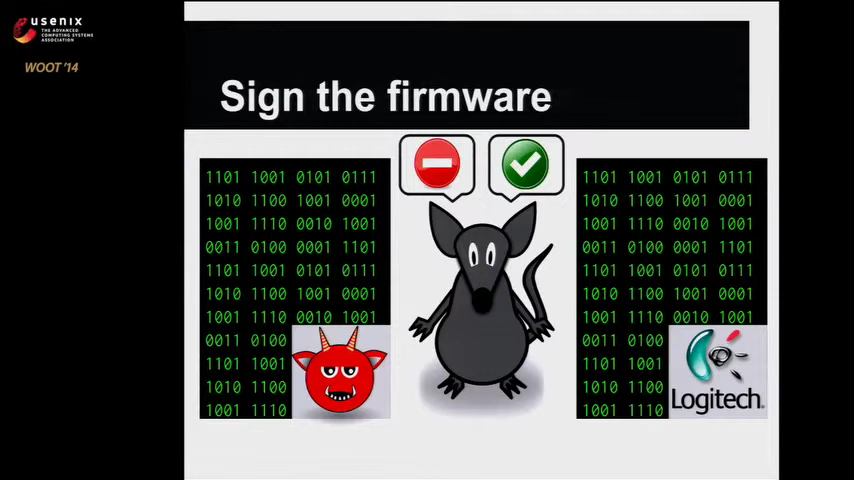 usenix
THE ADVANCED
COMPUTING SYSTEMS
ASSOCIATION
WOOT '14
Sign the firmware
1101 1001 0101 0111
1010 1100 1001 0001
1001 1110 0010 1001
0011 0100 0001 1101
1101 1001 0101 0111
1010 1100 1001 0001
1001 1110 0010 1001
0011 0100
1101 1001
1010 1100
1001 1110
1101 1001 0101 0111
1010 1100 1001 0001
1001 1110 0010 1001
0011 0100 0001 1101
1101 1001 0101 0111
1010 1100 1001 0001
1001 1110 0010 1001
0011 0100
1101 1001
1010 1100
1001 1110
Logitech